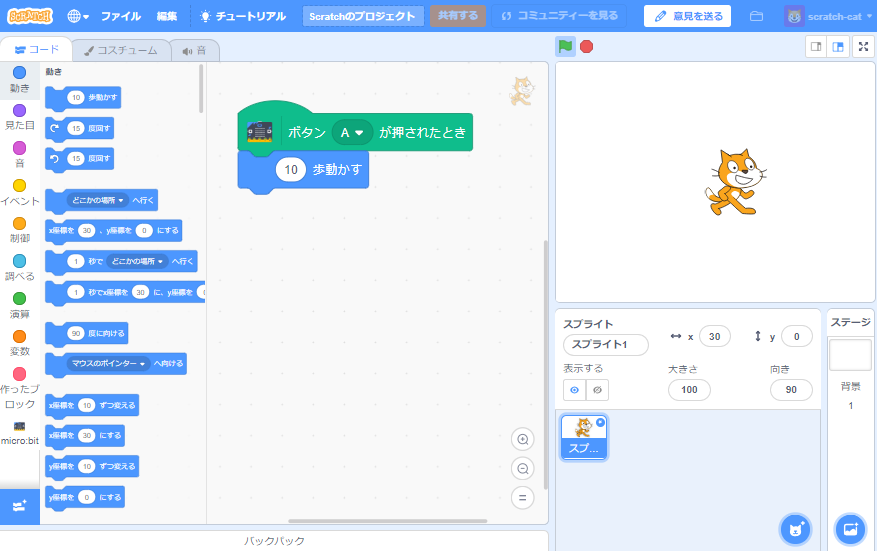 SCRATCH ファイル 編集 チュートリアル Scratchのプロジェクト 共有する コミュニティーを見る 意見を送る scratch-cat
コード コスチューム 音
動き
見た目
音
イベント
制御
調べる
演算
変数
作ったブ
ロック
micro:bit
動き
10 歩動かす
15 度回す
15 度回す
どこかの場所 へ行く
x座標を 30 、y座標を 0 にする
1 秒で どこかの場所 へ行く
1 秒でx座標を 30 に、y座標を
90 度に向ける
マウスのポインター へ向ける
x座標を 10 ずつ変える
x座標を 30 にする
y座標を 10 ずつ変える
y座標を 0 にする
ボタン A が押されたとき
10 歩動かす
バックパック
スプライト
スプライト1
x 30 y 0
表示する 大きさ 向き
100 90
スプ...
ステージ
背景
1